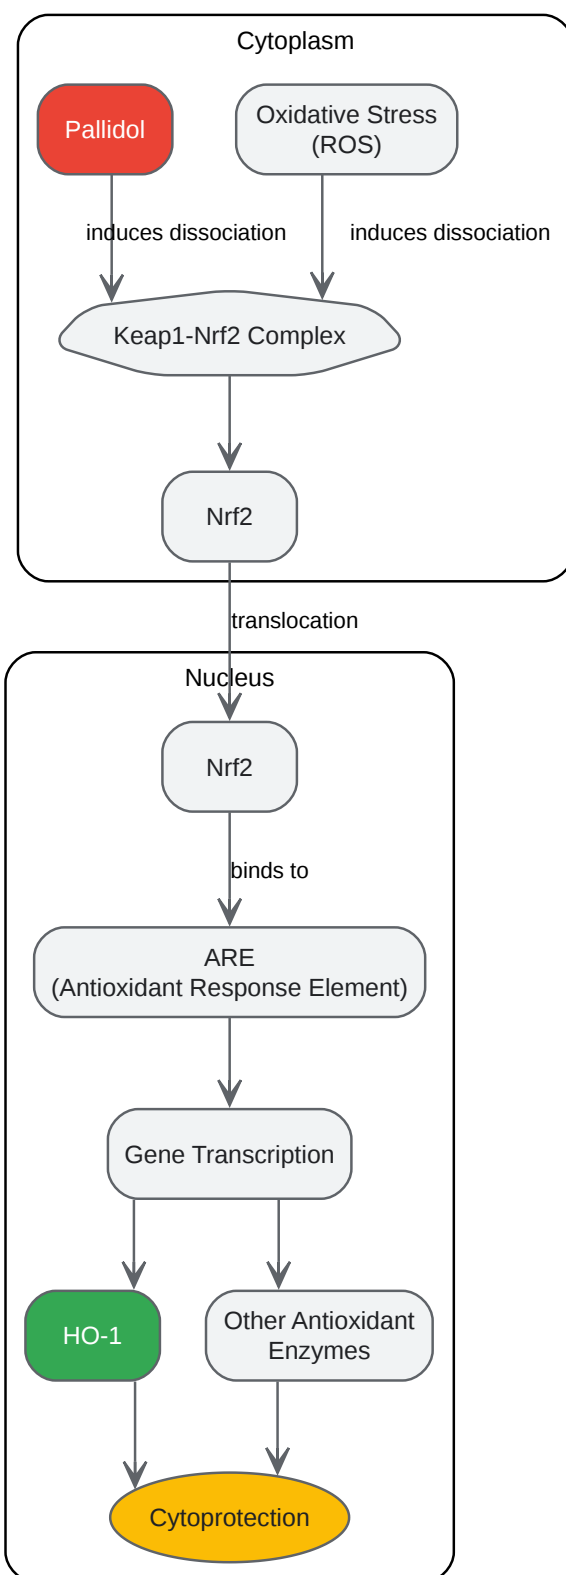 Cytoplasm
Pallidol
Oxidative Stress
(ROS)
induces dissociation
induces dissociation
Keap1-Nrf2 Complex
Nrf2
translocation
Nucleus
Nrf2
binds to
ARE
(Antioxidant Response Element)
Gene Transcription
HO-1
Other Antioxidant
Enzymes
Cytoprotection